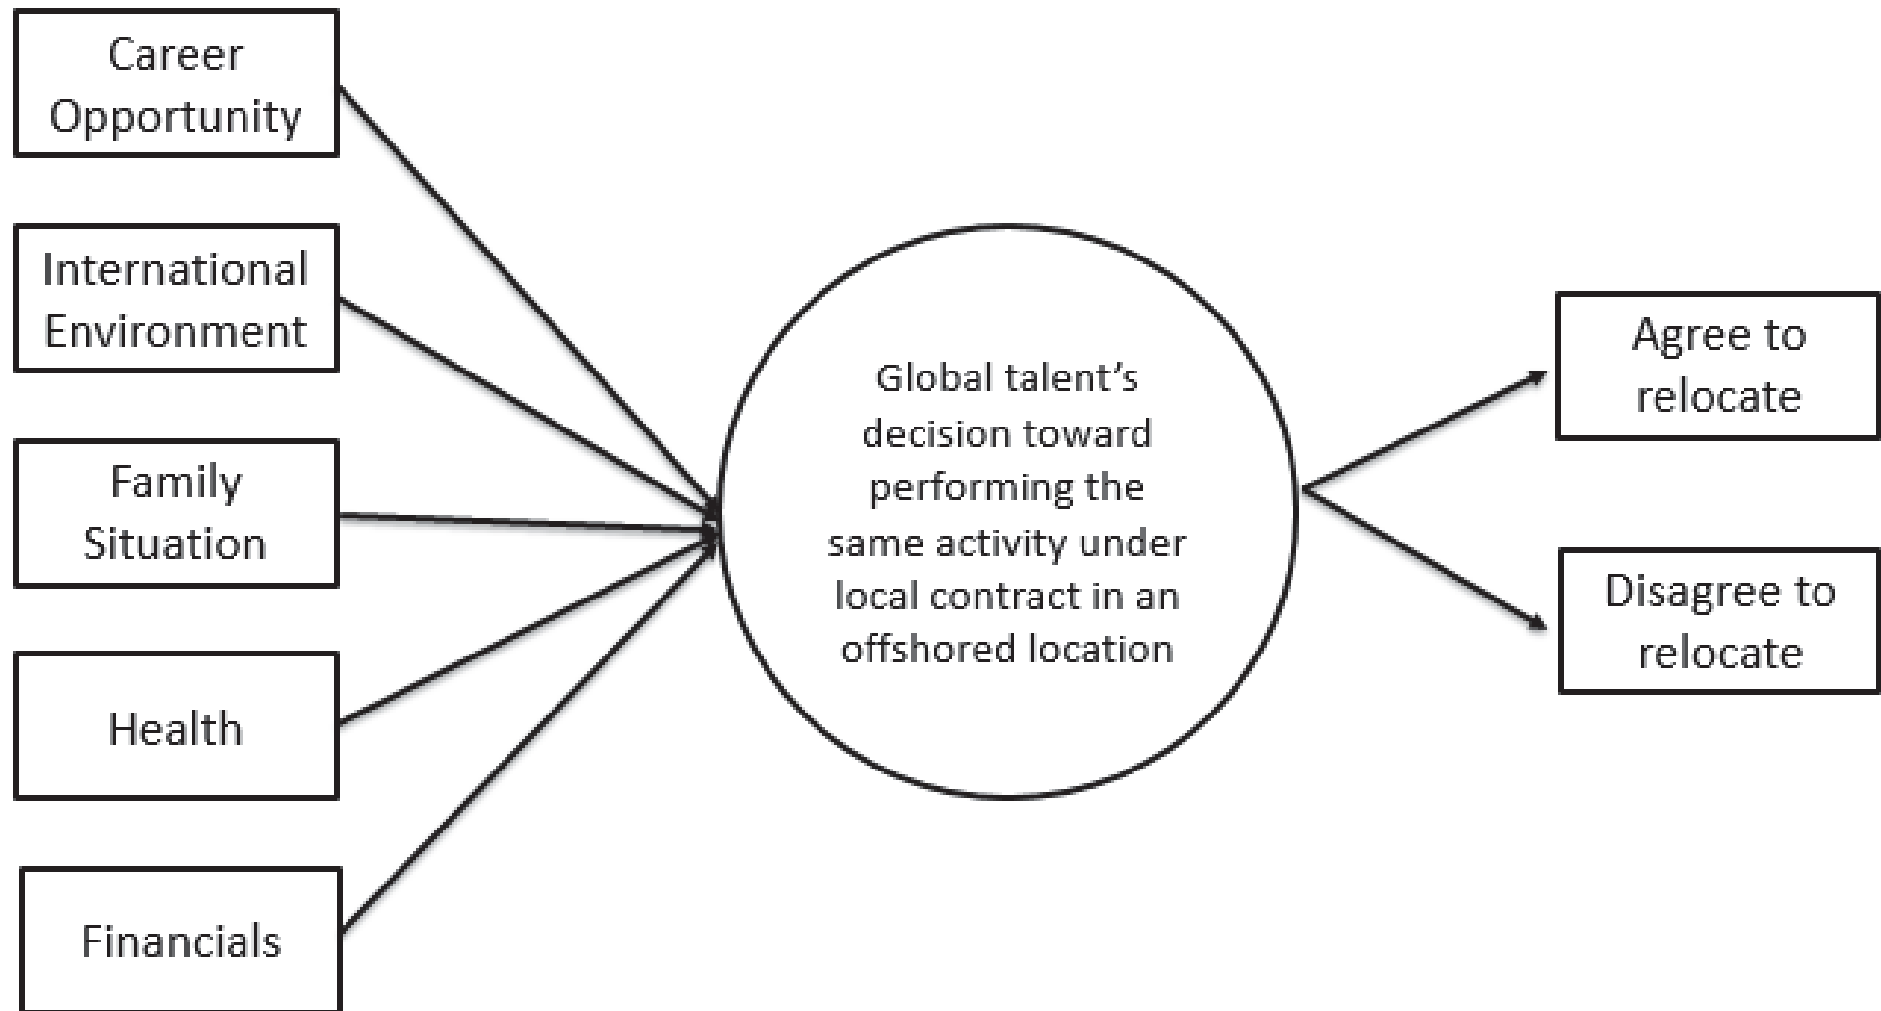 Career
Opportunity
International
Environment
Family
Situation
Health
Financials
Global talent’s
decision toward
performing the
same activity under
local contract in an
offshored location
Agree to
relocate
Disagree to
relocate